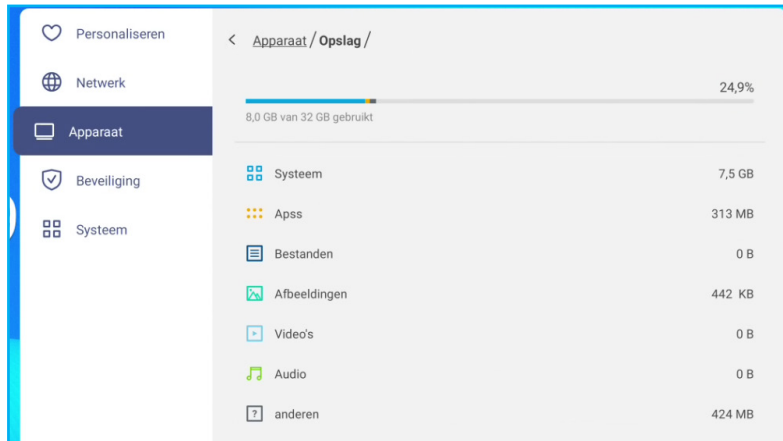 Personaliseren
Netwerk
Apparaat
Beveiliging
Systeem
< Apparaat / Opslag /
24,9%
8,0 GB van 32 GB gebruikt
Systeem 7,5 GB
Apss 313 MB
Bestanden 0 B
Afbeeldingen 442 KB
Video's 0 B
Audio 0 B
? anderen 424 MB